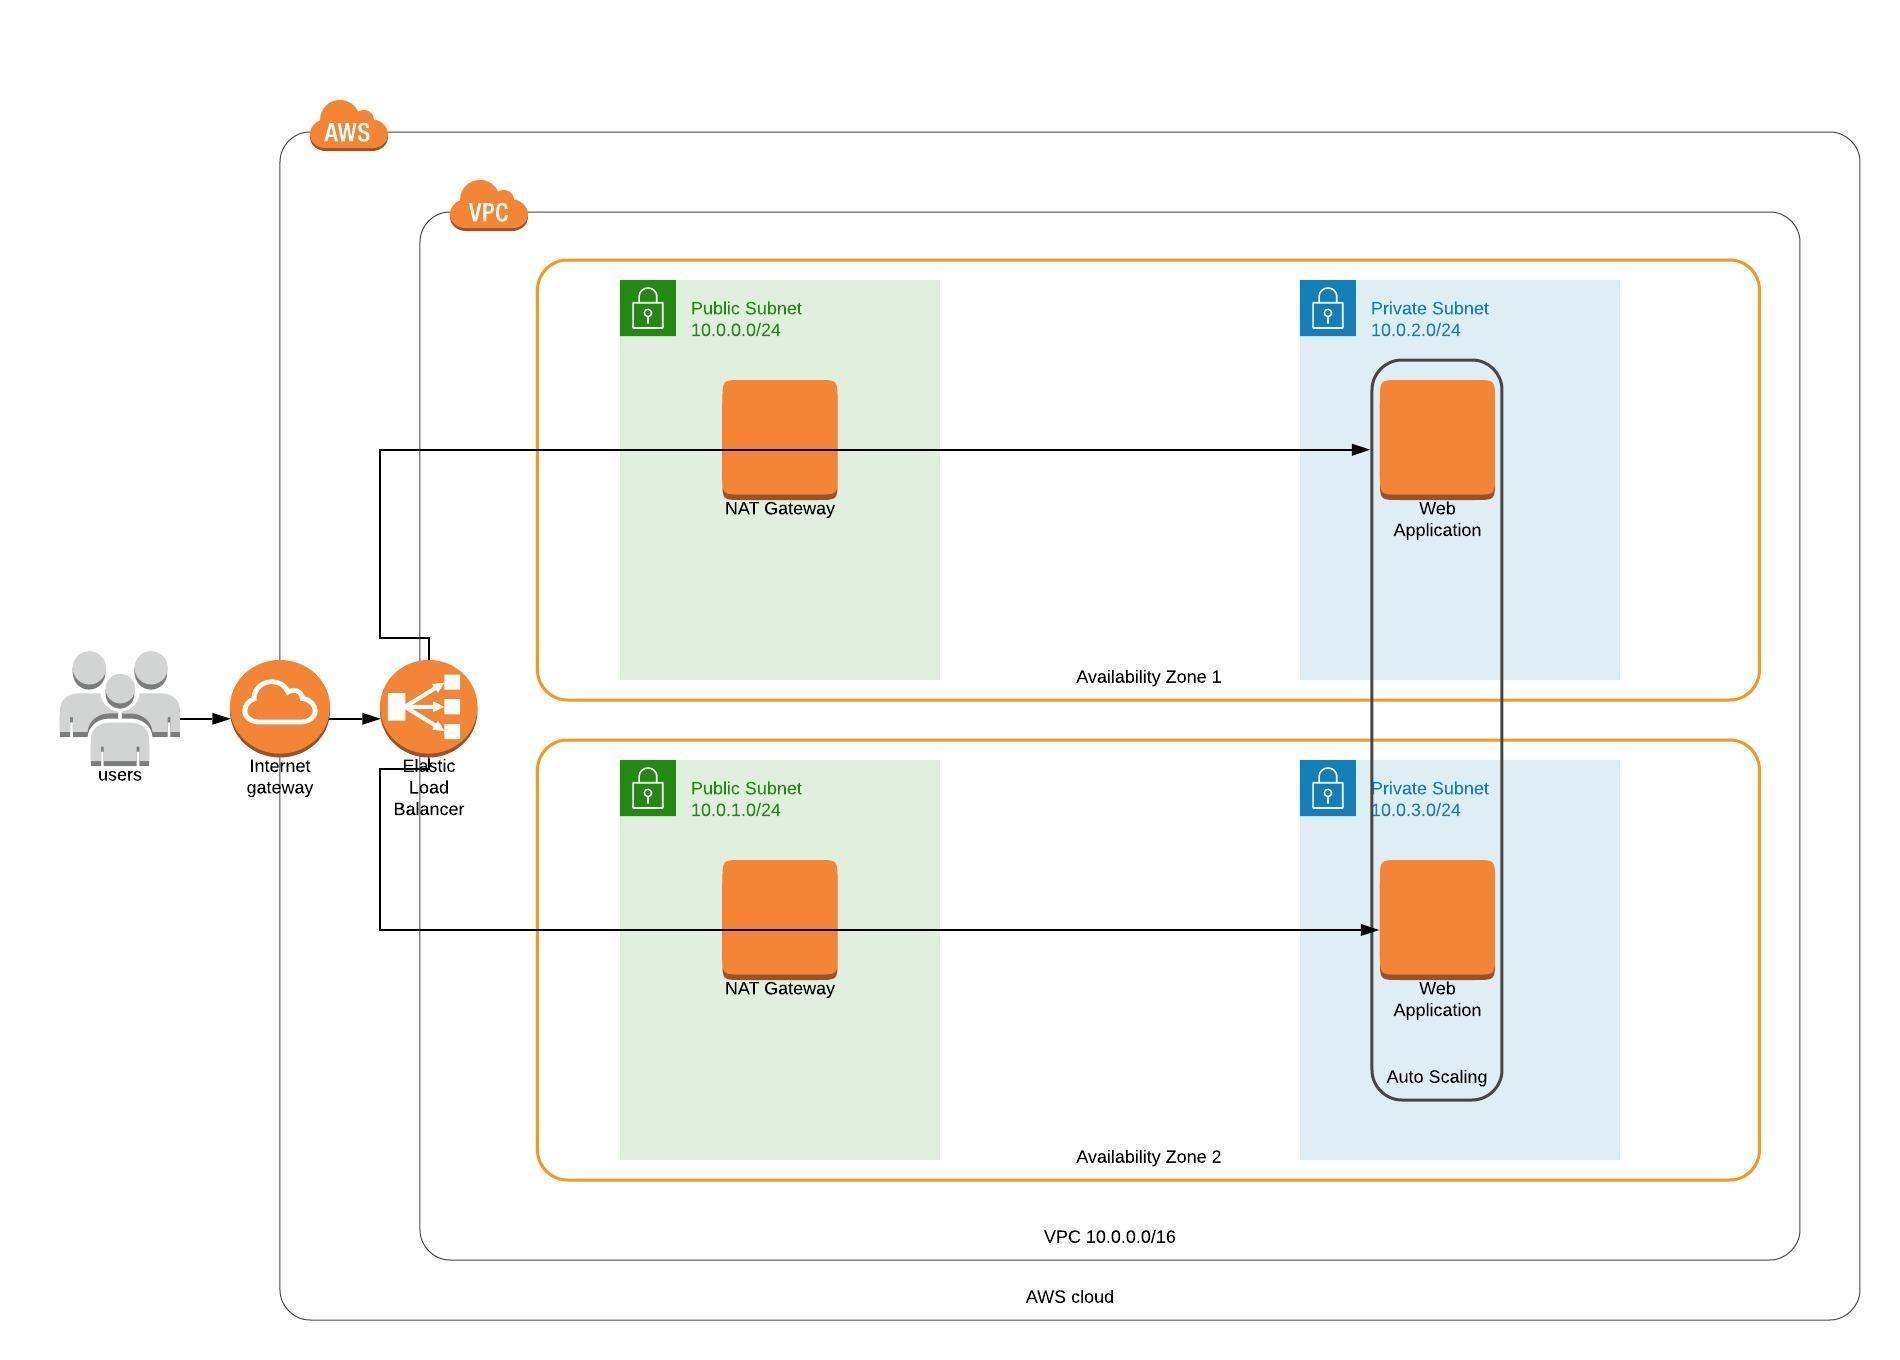 AWS
VPC
Public Subnet
10.0.0.0/24
Private Subnet
10.0.2.0/24
NAT Gateway
Web
Application
Availability Zone 1
users
Internet
gateway
Elastic
Load
Balancer
Public Subnet
10.0.1.0/24
Private Subnet
10.0.3.0/24
NAT Gateway
Web
Application
Auto Scaling
Availability Zone 2
VPC 10.0.0.0/16
AWS cloud